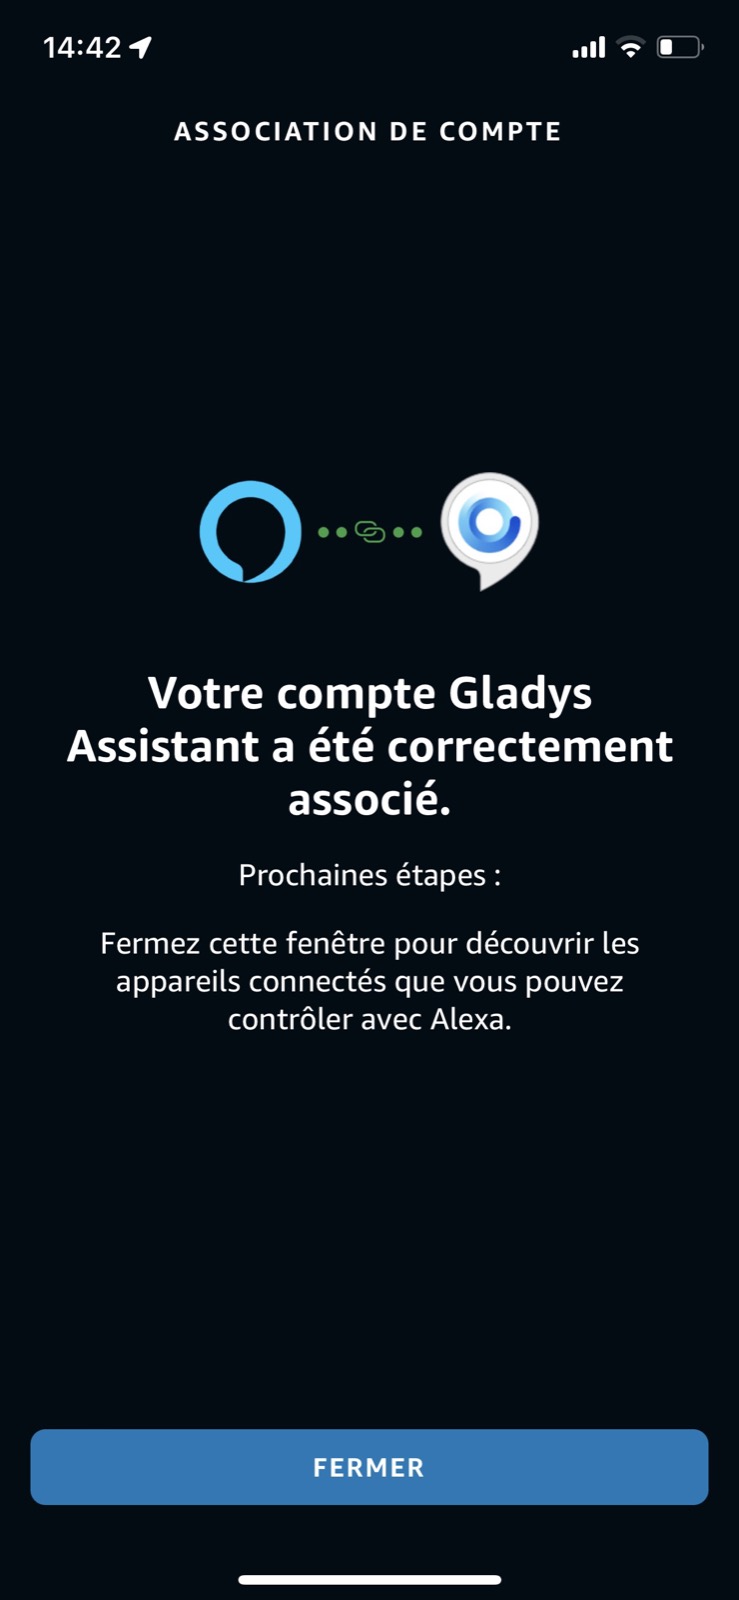 14:42
ASSOCIATION DE COMPTE
Votre compte Gladys
Assistant a été correctement
associé.
Prochaines étapes :
Fermez cette fenêtre pour découvrir les
appareils connectés que vous pouvez
contrôler avec Alexa.
FERMER